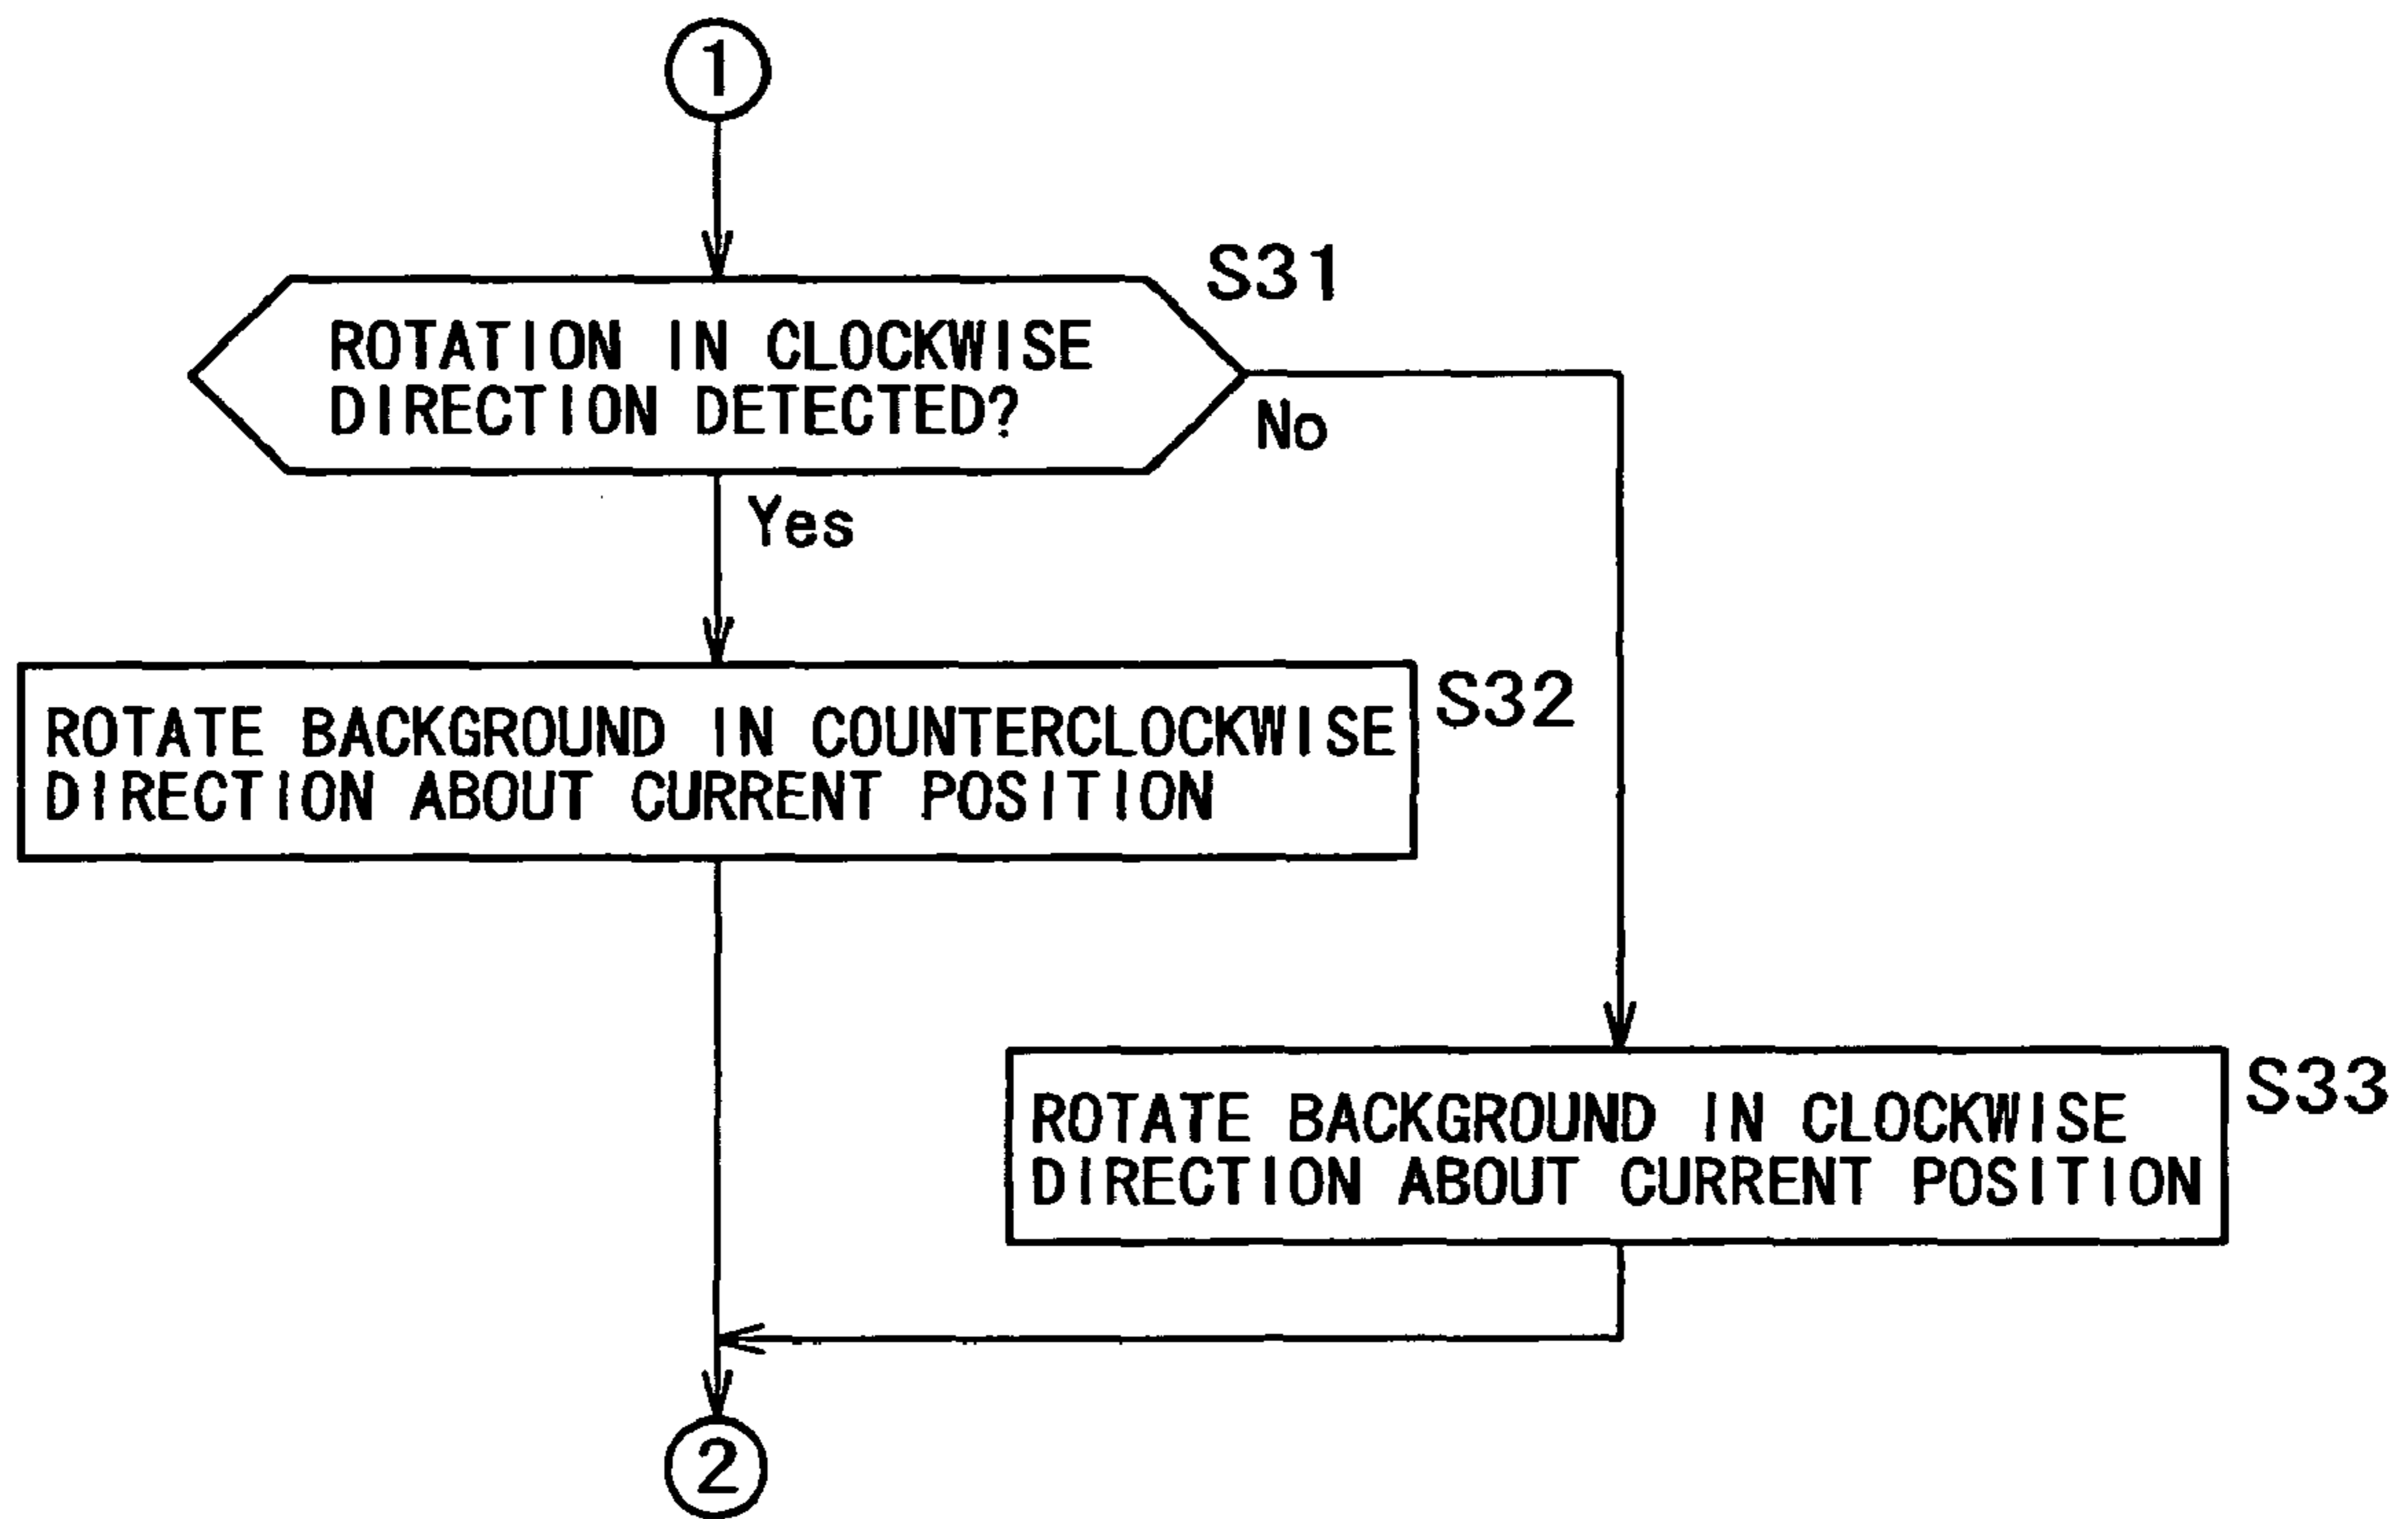 1
S31
ROTATION IN CLOCKWISE
DIRECTION DETECTED?
No
Yes
S32
ROTATE BACKGROUND IN COUNTERCLOCKWISE
DIRECTION ABOUT CURRENT POSITION
S33
ROTATE BACKGROUND IN CLOCKWISE
DIRECTION ABOUT CURRENT POSITION
2